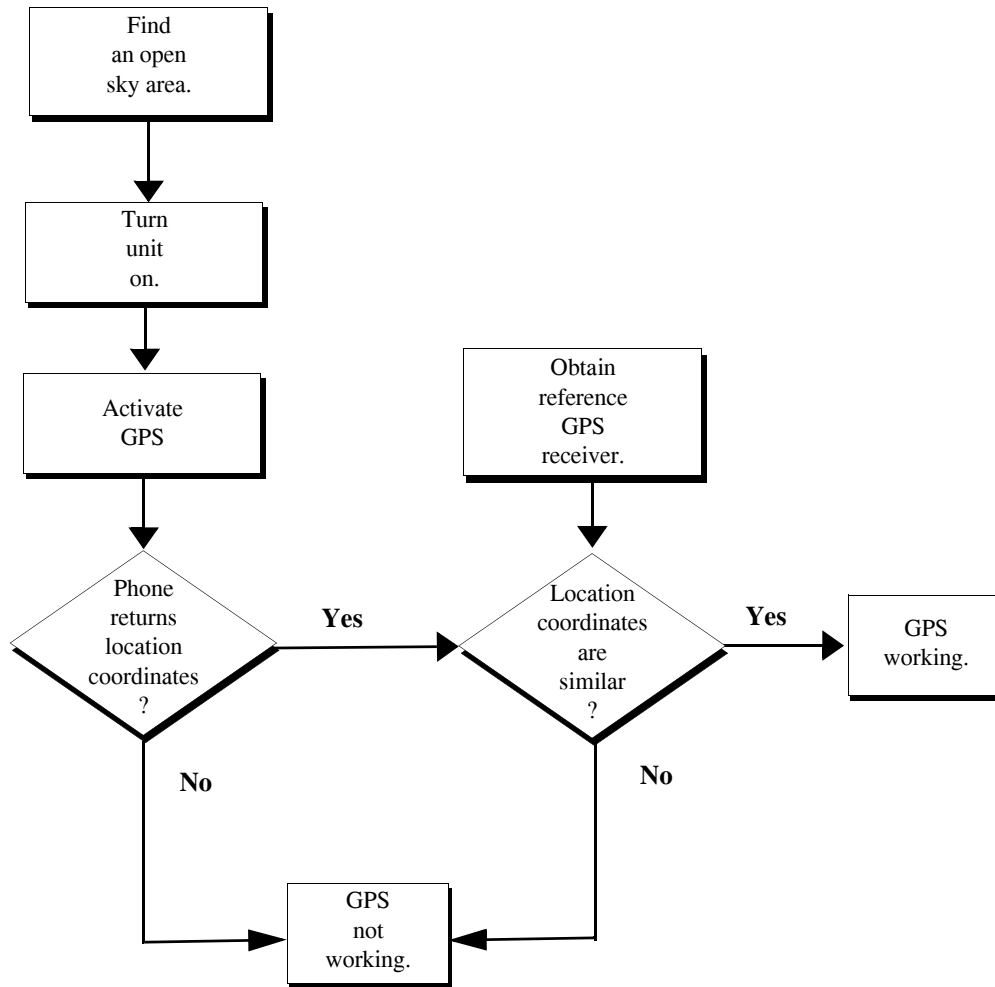 Find
an open
sky area.
Turn
unit
on.
Activate
GPS
Obtain
reference
GPS
receiver.
Phone
returns
location
coordinates
?
Yes
Location
coordinates
are
similar
?
Yes
GPS
working.
No
No
GPS
not
working.